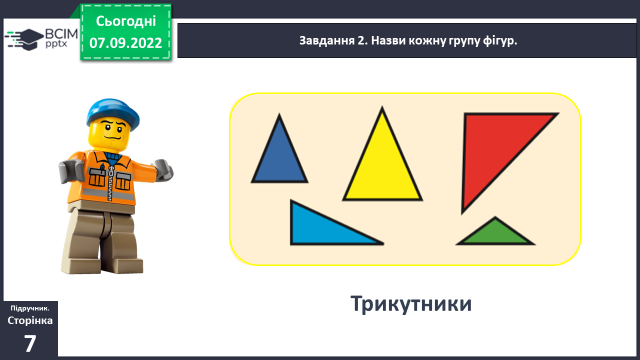 ВСІМ
pptx
Сьогодні
07.09.2022
Завдання 2. Назви кожну групу фігур.
Трикутники
Підручник.
Сторінка
7